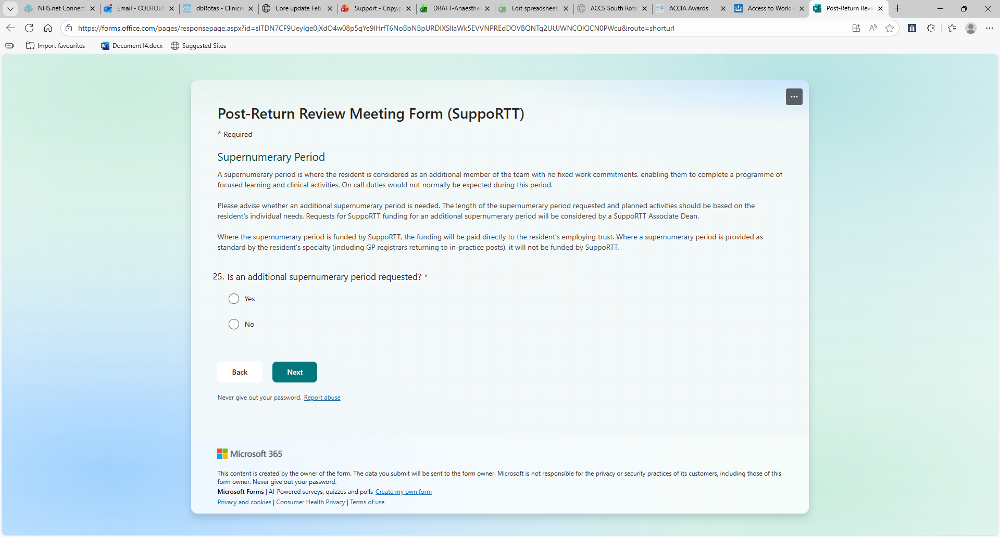 NHS.net Connect
Email - COLHOUN
dbRotas - Clinicia
Core update Feb
Support - Copy.p
DRAFT-Anaesthe
Edit spreadsheet
ACCS South Rota
ACCIA Awards
Access to Work: g
Post-Return Revie
https://forms.office.com/pages/responsepage.aspx?id=
&route=shorturl
Import favourites
Document14.docx
Suggested Sites
Post-Return Review Meeting Form (SuppoRTT)
* Required
Supernumerary Period
A supernumerary period is where the resident is considered as an additional member of the team with no fixed work commitments, enabling them to complete a programme of
focused learning and clinical activities. On call duties would not normally be expected during this period.
Please advise whether an additional supernumerary period is needed. The length of the supernumerary period requested and planned activities should be based on the
resident's individual needs. Requests for SuppoRTT funding for an additional supernumerary period will be considered by a SuppoRTT Associate Dean.
Where the supernumerary period is funded by SuppoRTT, the funding will be paid directly to the resident's employing trust. Where a supernumerary period is provided as
standard by the resident's specialty (including GP registrars returning to in-practice posts), it will not be funded by SuppoRTT.
25. Is an additional supernumerary period requested? *
Yes
No
Back
Next
Never give out your password. Report abuse
Microsoft 365
This content is created by the owner of the form. The data you submit will be sent to the form owner. Microsoft is not responsible for the privacy or security practices of its customers, including those of this
form owner. Never give out your password.
Microsoft Forms | AI-Powered surveys, quizzes and polls Create my own form
Privacy and cookies | Consumer Health Privacy | Terms of use